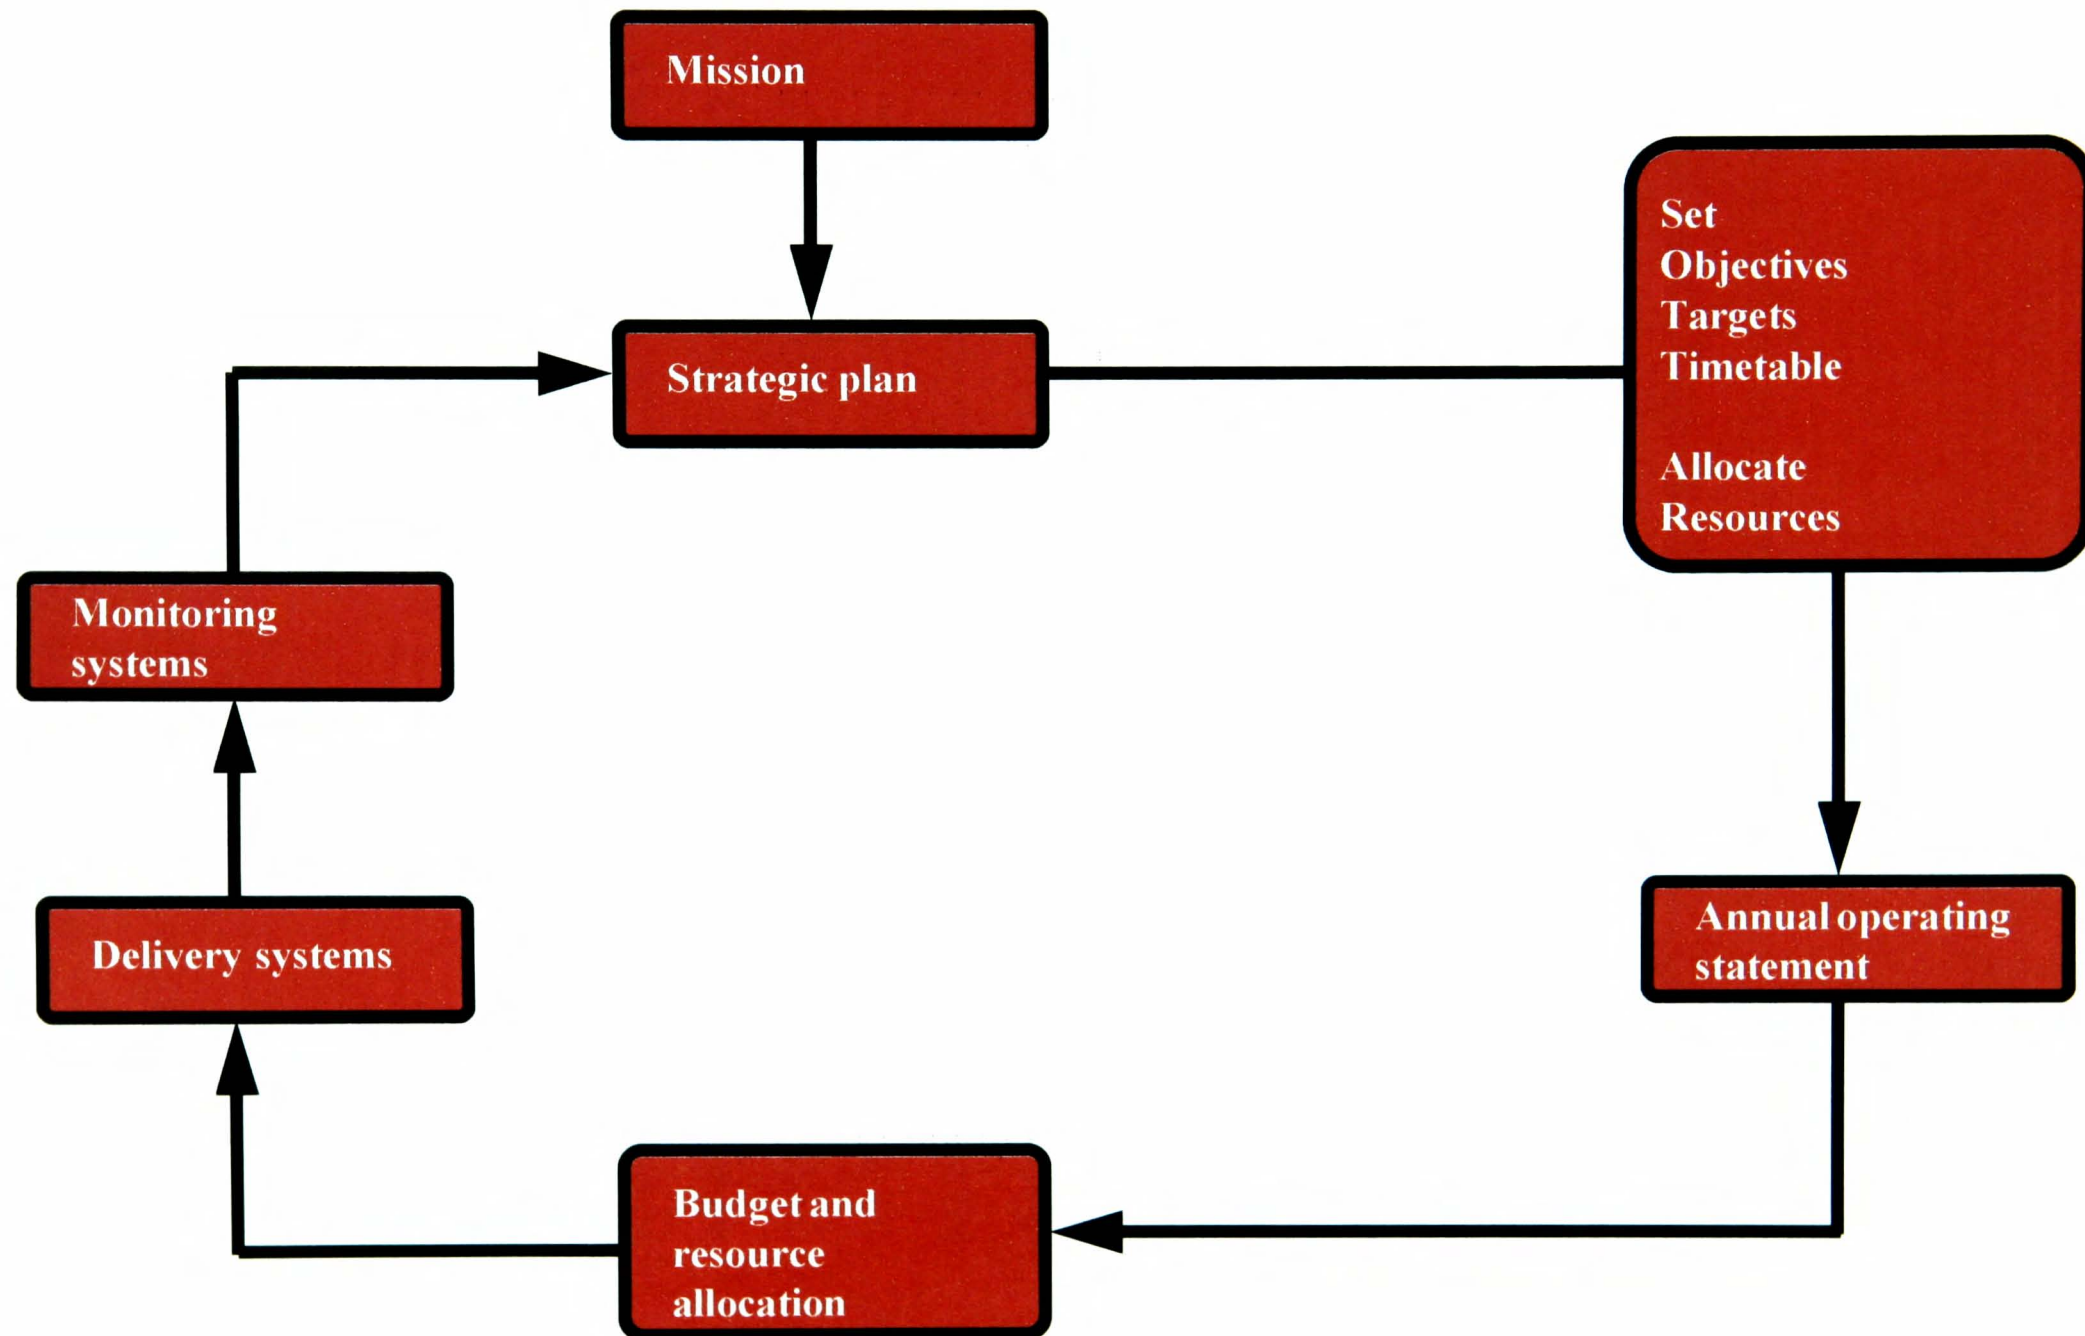 Mission
Strategic plan
Set
Objectives
Targets
Timetable
Allocate
Resources
Annual operating
statement
Budget and
resource
allocation
Delivery systems
Monitoring
systems